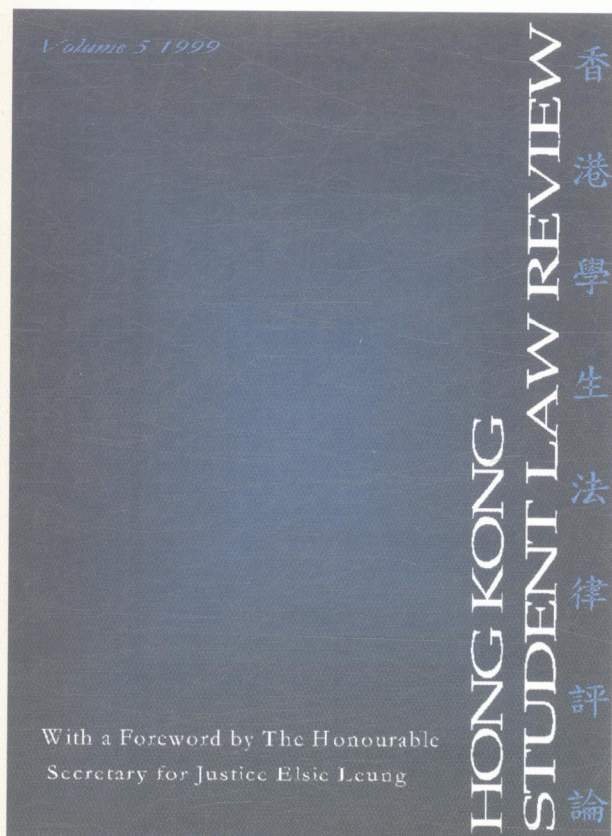 Volume 5 1999
HONG KONG
STUDENT LAW REVIEW
香港學生法律評論
With a Foreword by The Honourable
Secretary for Justice Elsie Leung